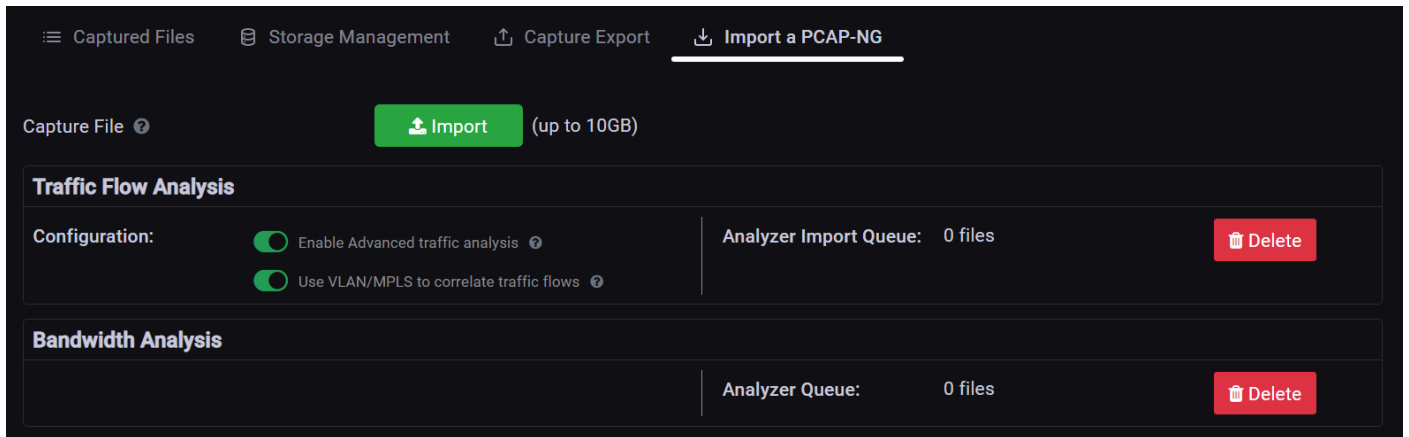 Captured Files Storage Management Capture Export Import a PCAP-NG
Capture File Import (up to 10GB)
Traffic Flow Analysis
Configuration: Enable Advanced traffic analysis Analyzer Import Queue: 0 files Delete
Use VLAN/MPLS to correlate traffic flows
Bandwidth Analysis
Analyzer Queue: 0 files Delete